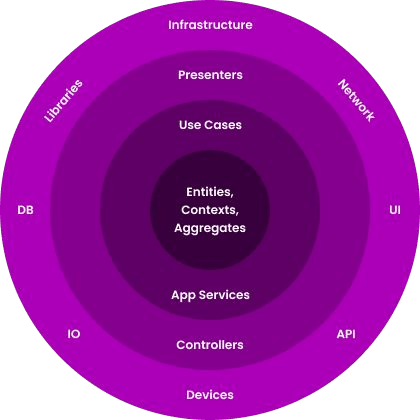 Infrastructure
Libraries
Network
Presenters
Use Cases
Entities,
Contexts,
Aggregates
DB
UI
App Services
IO
API
Controllers
Devices